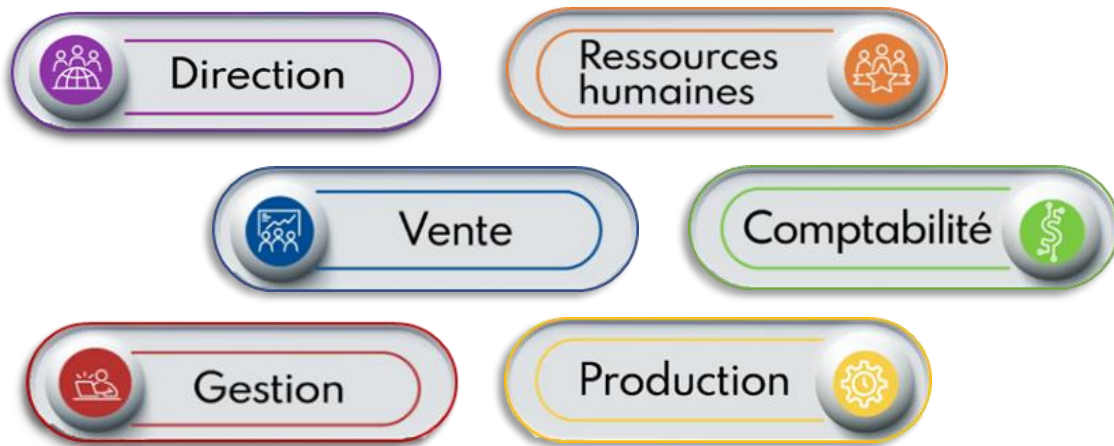 Direction
Ressources
humaines
Vente
Comptabilité
Gestion
Production